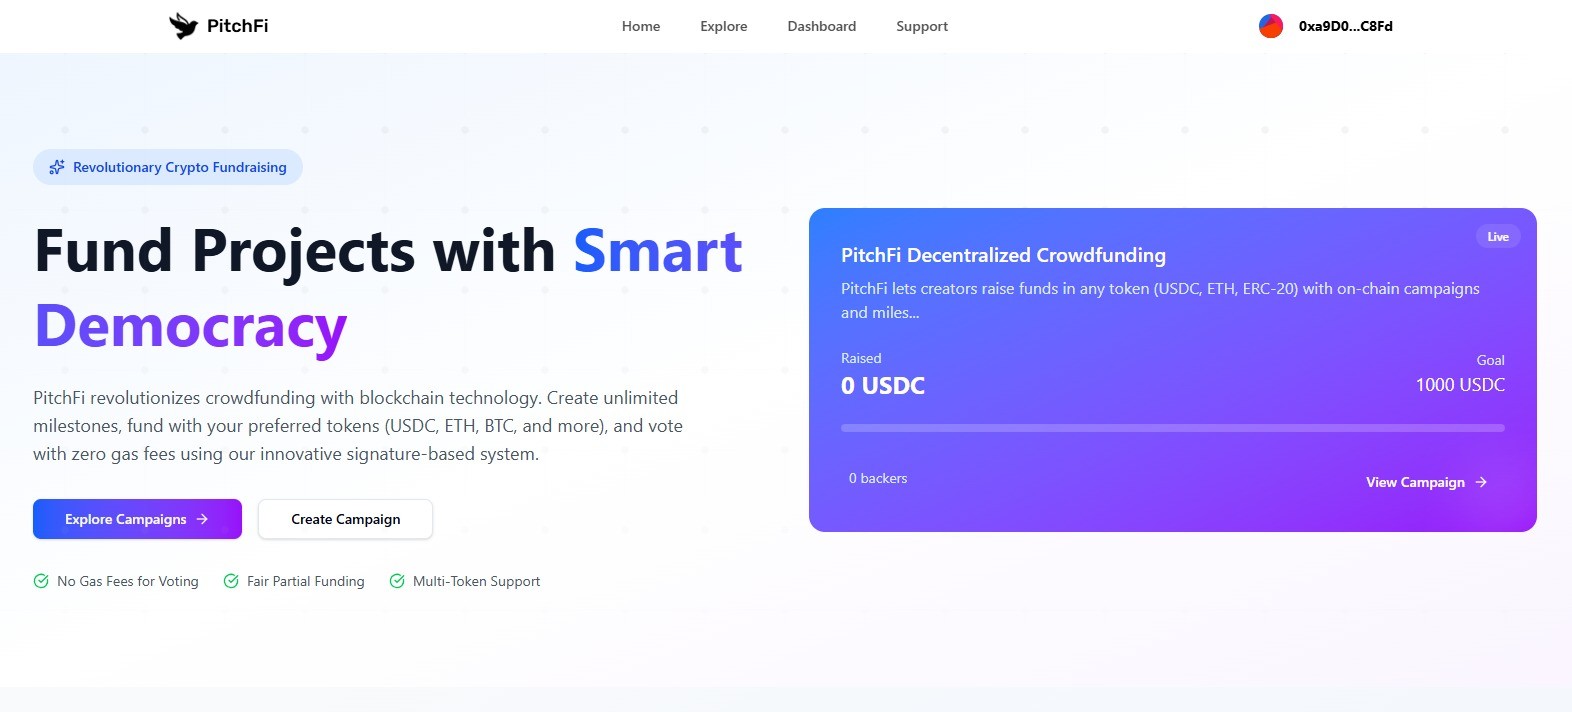 PitchFi
Home
Explore
Dashboard
Support
0xa9D0...C8Fd
Revolutionary Crypto Fundraising
Fund Projects with Smart
Democracy
PitchFi revolutionizes crowdfunding with blockchain technology. Create unlimited
milestones, fund with your preferred tokens (USDC, ETH, BTC, and more), and vote
with zero gas fees using our innovative signature-based system.
Explore Campaigns
Create Campaign
No Gas Fees for Voting
Fair Partial Funding
Multi-Token Support
Live
PitchFi Decentralized Crowdfunding
PitchFi lets creators raise funds in any token (USDC, ETH, ERC-20) with on-chain campaigns
and miles...
Raised
0 USDC
Goal
1000 USDC
0 backers
View Campaign